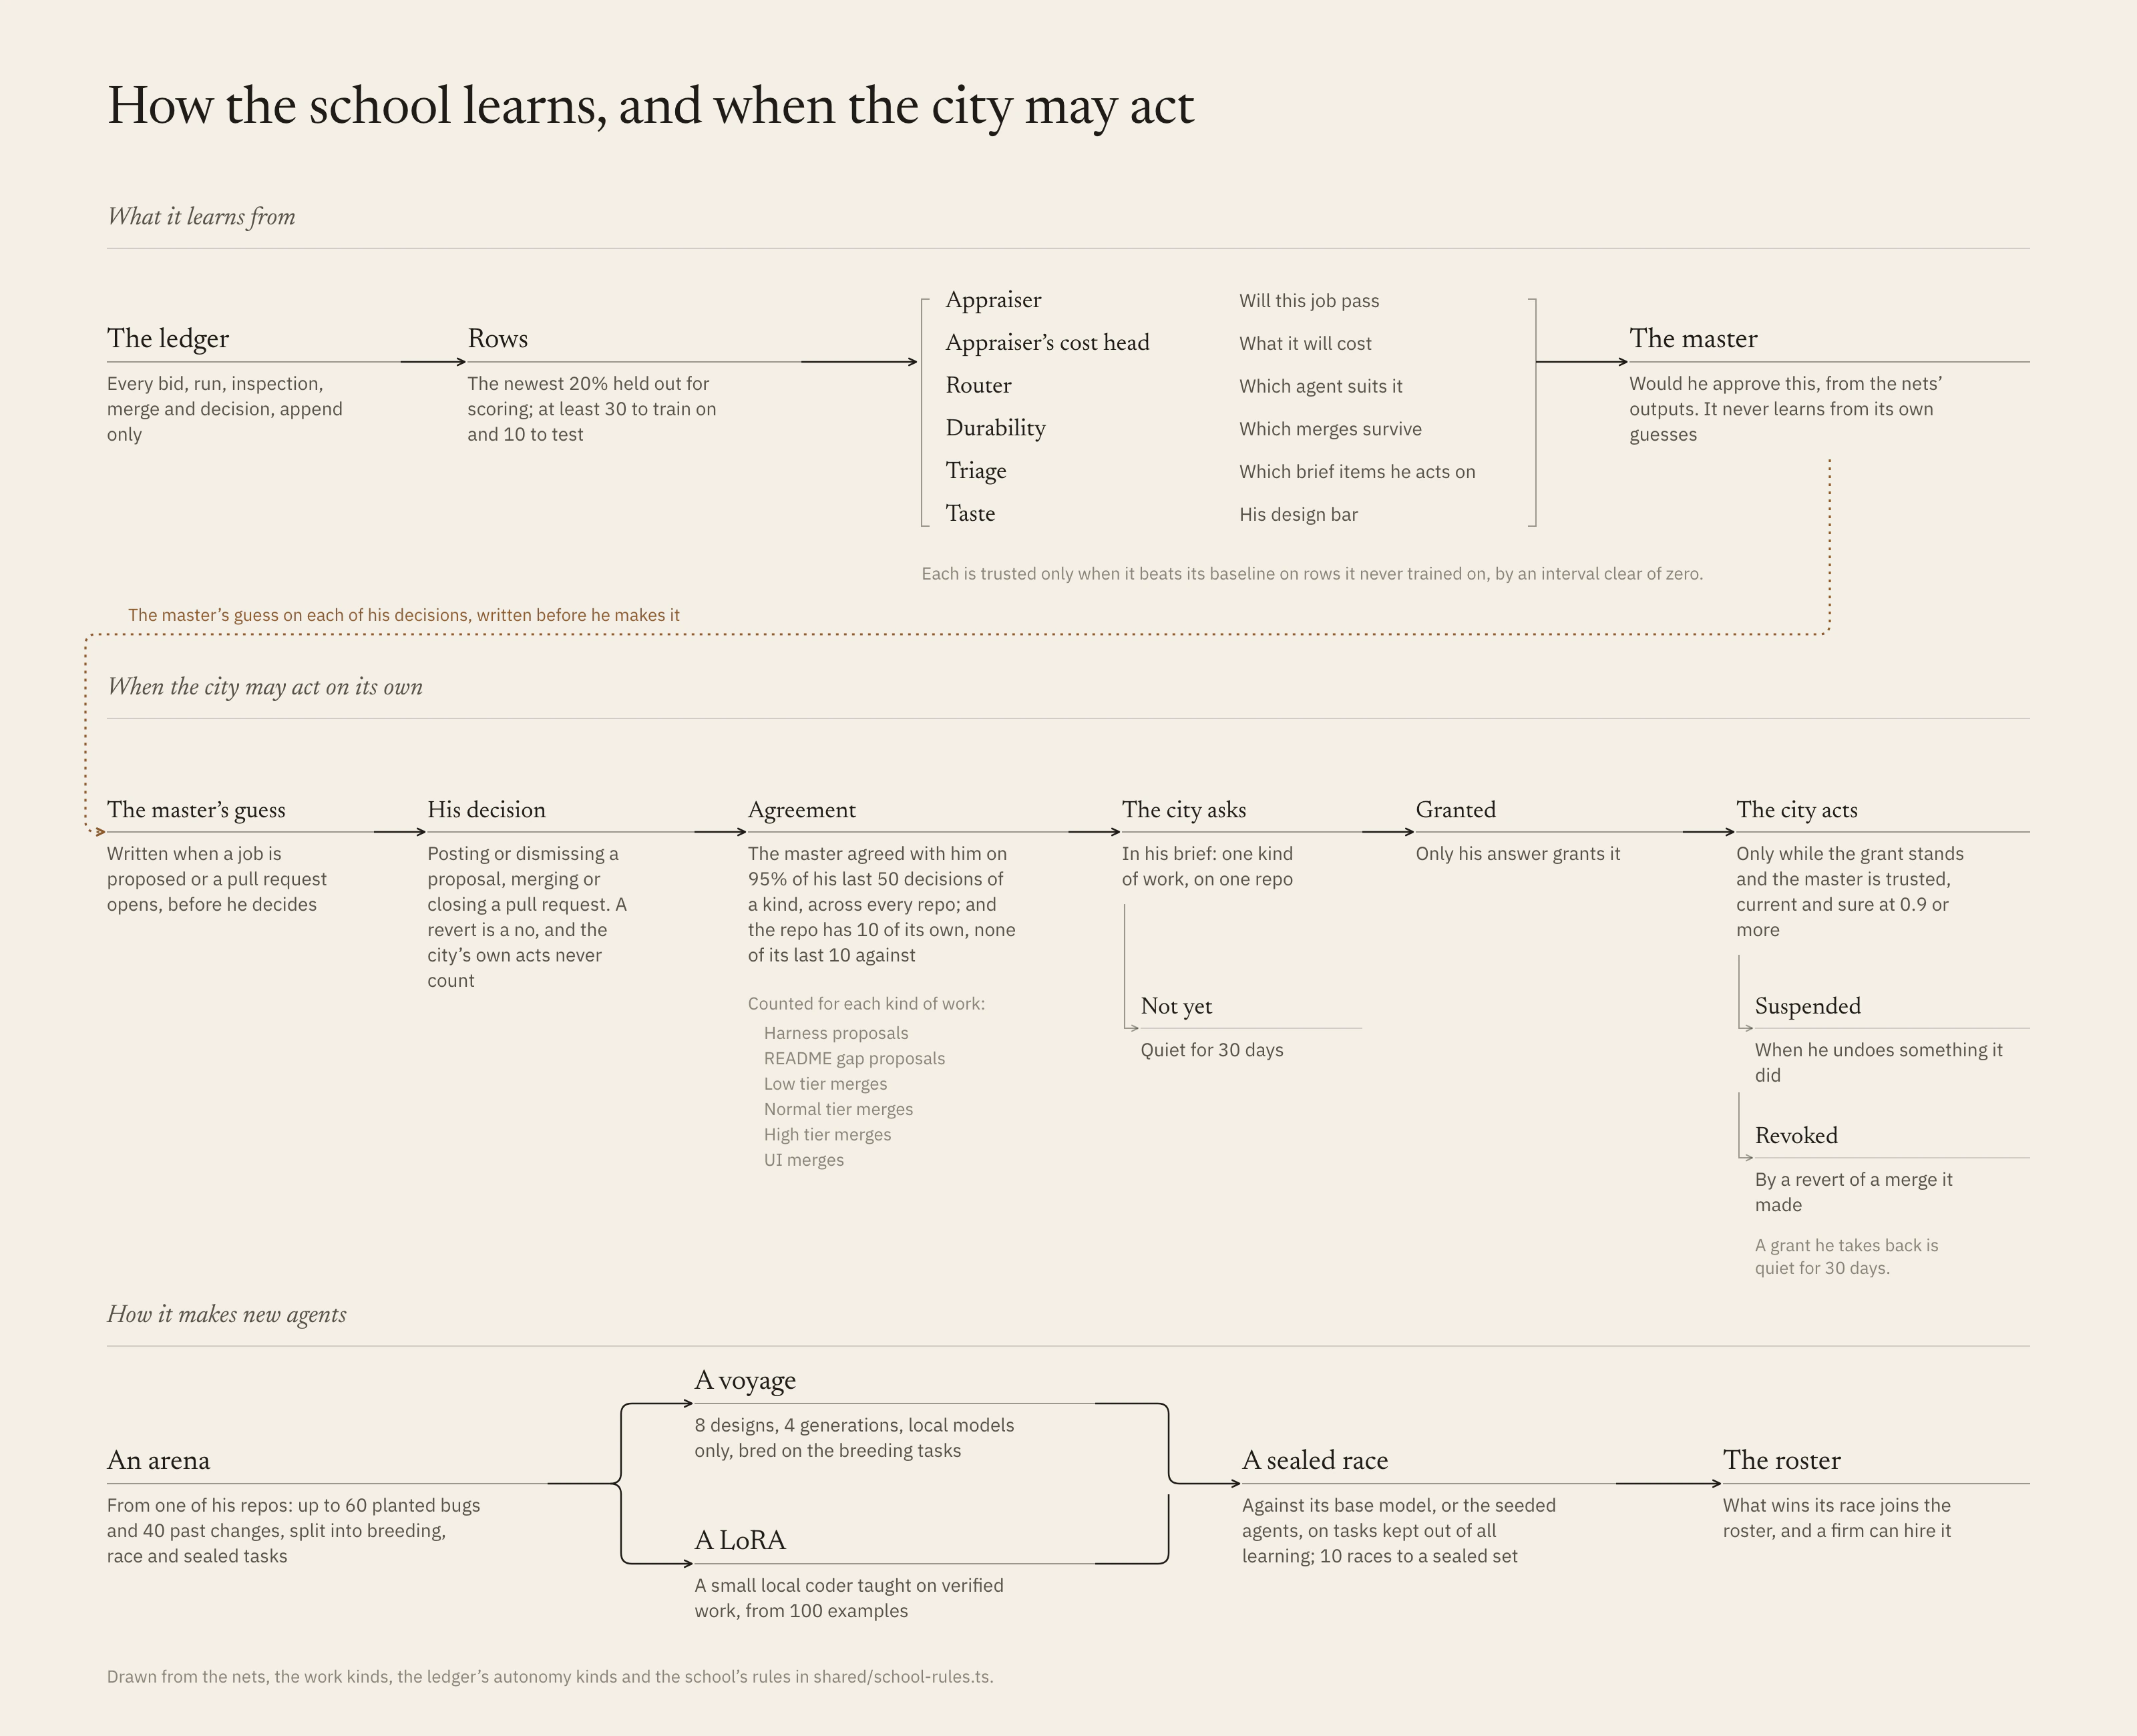 How the school learns, and when the city may act
What it learns from
The ledger
Every bid, run, inspection,
merge and decision, append
only
Rows
The newest 20% held out for
scoring; at least 30 to train on
and 10 to test
Appraiser
Will this job pass
Appraiser’s cost head
What it will cost
Router
Which agent suits it
Durability
Which merges survive
Triage
Which brief items he acts on
Taste
His design bar
Each is trusted only when it beats its baseline on rows it never trained on, by an interval clear of zero.
The master
Would he approve this, from the nets’
outputs. It never learns from its own
guesses
The master’s guess on each of his decisions, written before he makes it
When the city may act on its own
The master’s guess
Written when a job is
proposed or a pull request
opens, before he decides
His decision
Posting or dismissing a
proposal, merging or
closing a pull request. A
revert is a no, and the
city’s own acts never
count
Agreement
The master agreed with him on
95% of his last 50 decisions of
a kind, across every repo; and
the repo has 10 of its own, none
of its last 10 against
Counted for each kind of work:
Harness proposals
README gap proposals
Low tier merges
Normal tier merges
High tier merges
UI merges
The city asks
In his brief: one kind
of work, on one repo
Not yet
Quiet for 30 days
Granted
Only his answer grants it
The city acts
Only while the grant stands
and the master is trusted,
current and sure at 0.9 or
more
Suspended
When he undoes something it
did
Revoked
By a revert of a merge it
made
A grant he takes back is
quiet for 30 days.
How it makes new agents
An arena
From one of his repos: up to 60 planted bugs
and 40 past changes, split into breeding,
race and sealed tasks
A voyage
8 designs, 4 generations, local models
only, bred on the breeding tasks
A LoRA
A small local coder taught on verified
work, from 100 examples
A sealed race
Against its base model, or the seeded
agents, on tasks kept out of all
learning; 10 races to a sealed set
The roster
What wins its race joins the
roster, and a firm can hire it
Drawn from the nets, the work kinds, the ledger’s autonomy kinds and the school’s rules in shared/school-rules.ts.